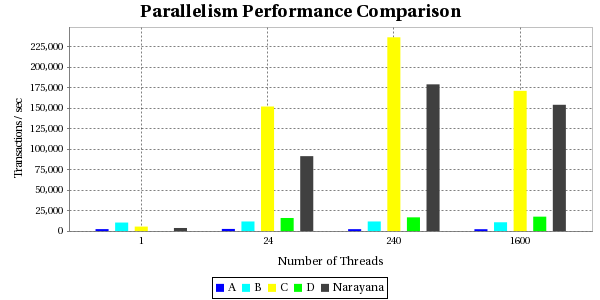 Parallelism Performance Comparison
225,000
200,000
175,000
150,000
125,000
100,000
75,000
50,000
25,000
0
Transactions / sec
1 24 240 1600
Number of Threads
A B C D Narayana